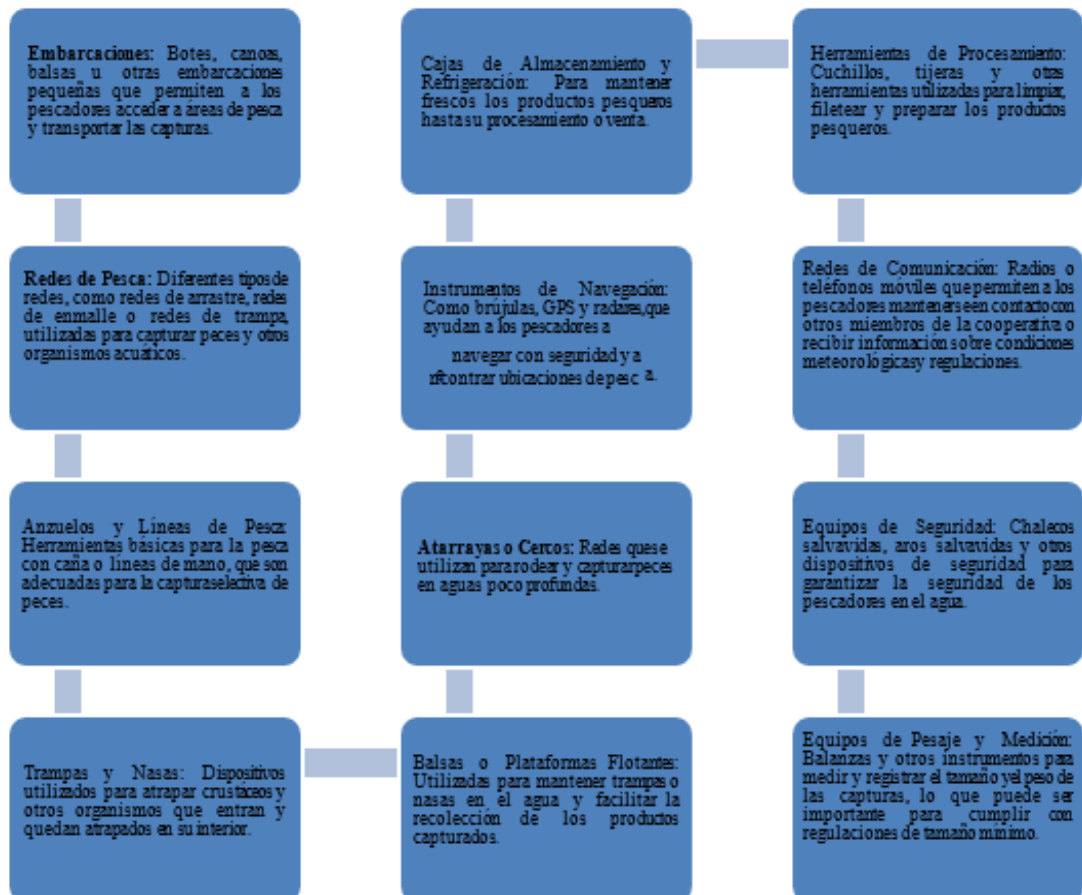 Embarcaciones: Botes, canoas,
balsas u otras embarcaciones
pequeñas que permiten a los
pescadores acceder a áreas de pesca
y transportar las capturas.
Redes de Pesca: Diferentes tipos de
redes, como redes de arrastre, redes
de enmalle o redes de trampa,
utilizadas para capturar peces y otros
organismos acuáticos.
Anzuelos y Líneas de Pesca:
Herramientas básicas para la pesca
con caña o líneas de mano, que son
adecuadas para la captura selectiva de
peces.
Trampas y Nasas: Dispositivos
utilizados para atrapar crustáceos y
otros organismos que entran y
quedan atrapados en su interior.
Balsas o Plataformas Flotantes:
Utilizadas para mantener trampas o
nasas en el agua y facilitar la
recolección de los productos
capturados.
Atarrayas o Cercos: Redes que se
utilizan para rodear y capturar peces
en aguas poco profundas.
Instrumentos de Navegación:
Como brújulas, GPS y radares, que
ayudan a los pescadores a
navegar con seguridad y a
ubicaciones de pesca.
Cajas de Almacenamiento y
Refrigeración: Para mantener
frescos los productos pesqueros
hasta su procesamiento o venta.
Herramientas de Procesamiento:
Cuchillos, tijeras y otras
herramientas utilizadas para limpiar,
filetear y preparar los productos
pesqueros.
Redes de Comunicación: Radios o
teléfonos móviles que permiten a los
pescadores mantenerse en contacto con
otros miembros de la cooperativa o
recibir información sobre condiciones
meteorológicas y regulaciones.
Equipos de Seguridad: Chalecos
salvavidas, aros salvavidas y otros
dispositivos de seguridad para
garantizar la seguridad de los
pescadores en el agua.
Equipos de Pesaje y Medición:
Balanzas y otros instrumentos para
medir y registrar el tamaño y el peso de
las capturas, lo que puede ser
importante para cumplir con
regulaciones de tamaño mínimo.